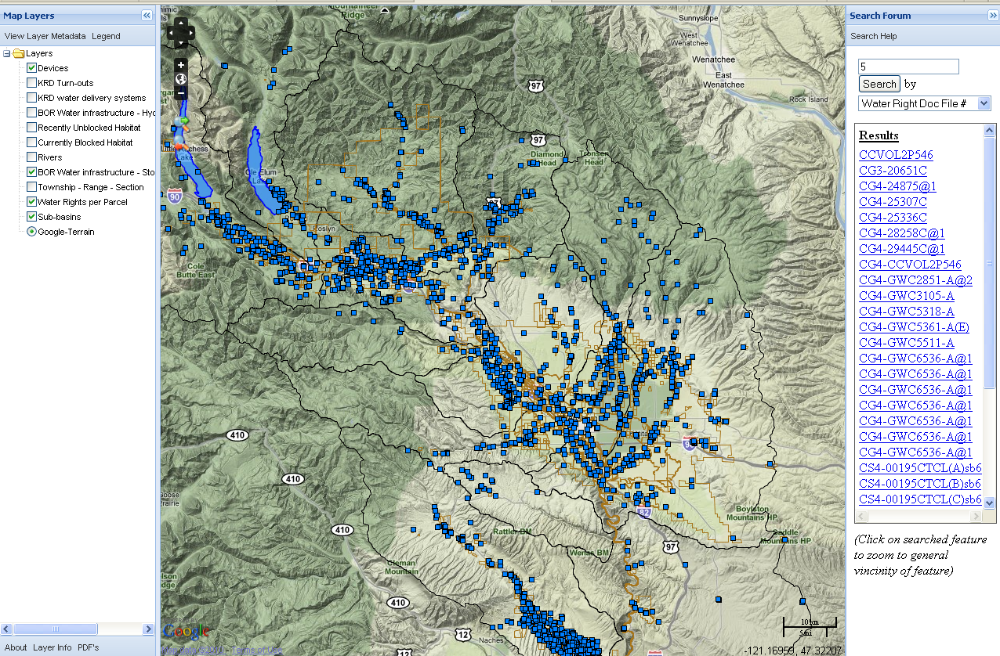 Map Layers
View Layer Metadata Legend
Layers
Devices
KRD Turn-outs
KRD water delivery systems
BOR Water infrastructure - Hyd
Recently Unblocked Habitat
Currently Blocked Habitat
Rivers
BOR Water infrastructure - Sto
Township - Range - Section
Water Rights per Parcel
Sub-basins
Google-Terrain
About Layer Info PDF's
Mountaineer
Ridge
Sunnyslope
West
Wenatchee
Wenatchee
East
Wenatchee
Rock Island
97
97
Diamond
Head
Tronsen
Head
Lake
Cle Elum
Lake
90
Roslyn
Cole
Butte East
410
410
410
410
82
97
Boylston
Mountains HP
Saddle
Mountains HP
Rattler BM
Wenas BM
Cleman
Mountain
12
12
Naches
Google
10 km
5 mi
-121.16959, 47.32207
Search Forum
Search Help
5
Search by
Water Right Doc File #
Results
CCVOL2P546
CG3-20651C
CG4-24875@1
CG4-25307C
CG4-25336C
CG4-28258C@1
CG4-29445C@1
CG4-CCVOL2P546
CG4-GWC2851-A@2
CG4-GWC3105-A
CG4-GWC5318-A
CG4-GWC5361-A(E)
CG4-GWC5511-A
CG4-GWC6536-A@1
CG4-GWC6536-A@1
CG4-GWC6536-A@1
CG4-GWC6536-A@1
CG4-GWC6536-A@1
CG4-GWC6536-A@1
CG4-GWC6536-A@1
CS4-00195CTCL(A)sb6
CS4-00195CTCL(B)sb6
CS4-00195CTCL(C)sb6
(Click on searched feature
to zoom to general
vincinity of feature)